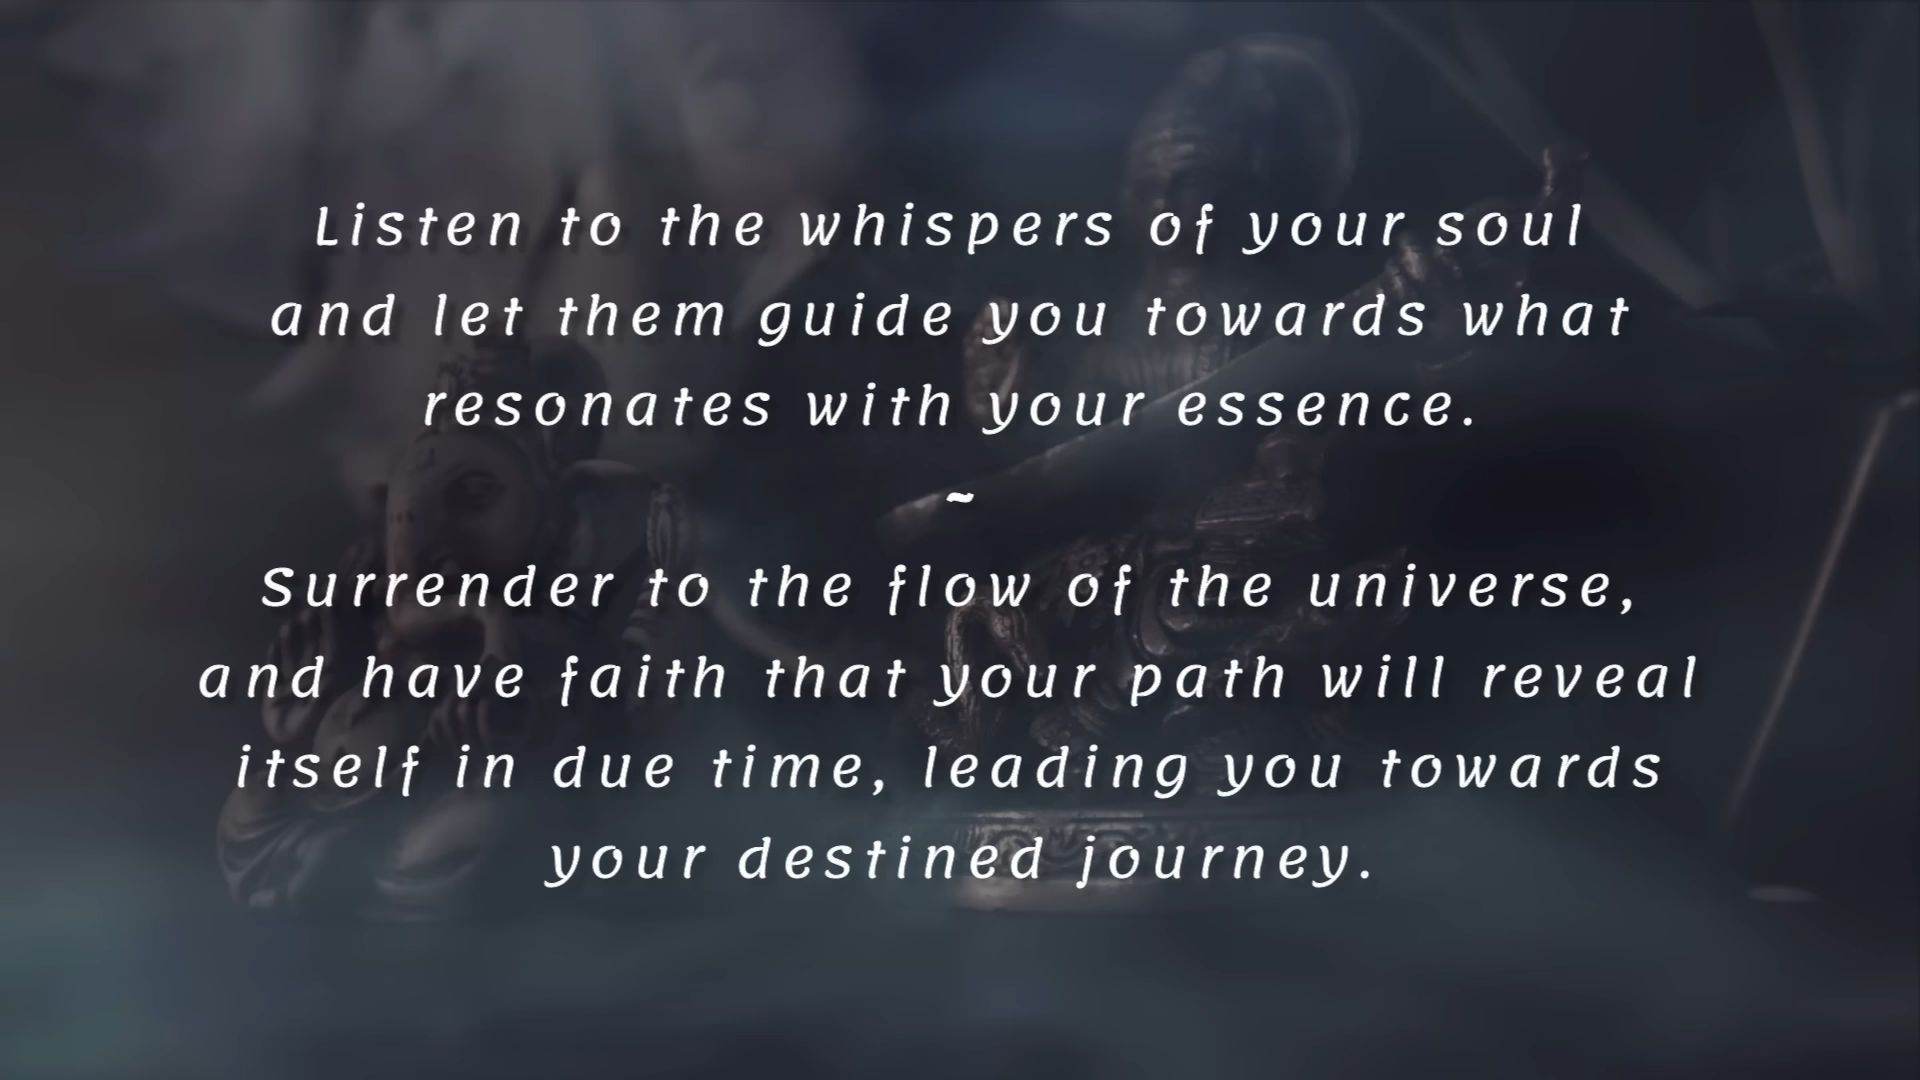 Listen to the whispers of your soul
and let them guide you towards what
resonates with your essence.
~
Surrender to the flow of the universe,
and have faith that your path will reveal
itself in due time, leading you towards
your destined journey.